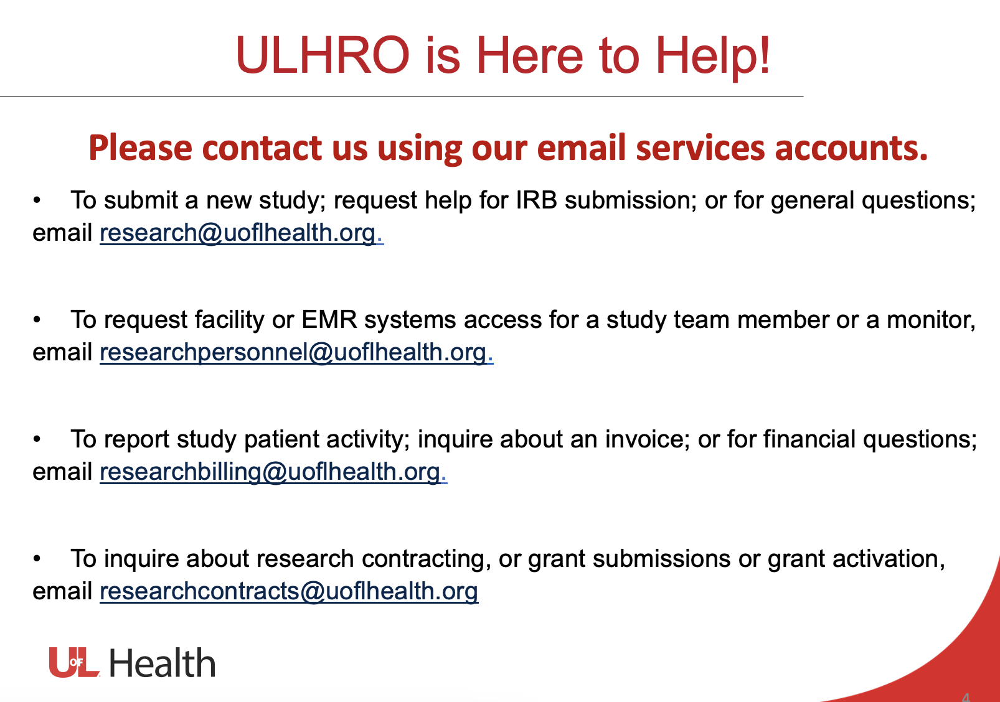 ULHRO is Here to Help!
Please contact us using our email services accounts.
• To submit a new study; request help for IRB submission; or for general questions;
email research@uoflhealth.org.
• To request facility or EMR systems access for a study team member or a monitor,
email researchpersonnel@uoflhealth.org.
• To report study patient activity; inquire about an invoice; or for financial questions;
email researchbilling@uoflhealth.org.
• To inquire about research contracting, or grant submissions or grant activation,
email researchcontracts@uoflhealth.org
UOFL Health
4